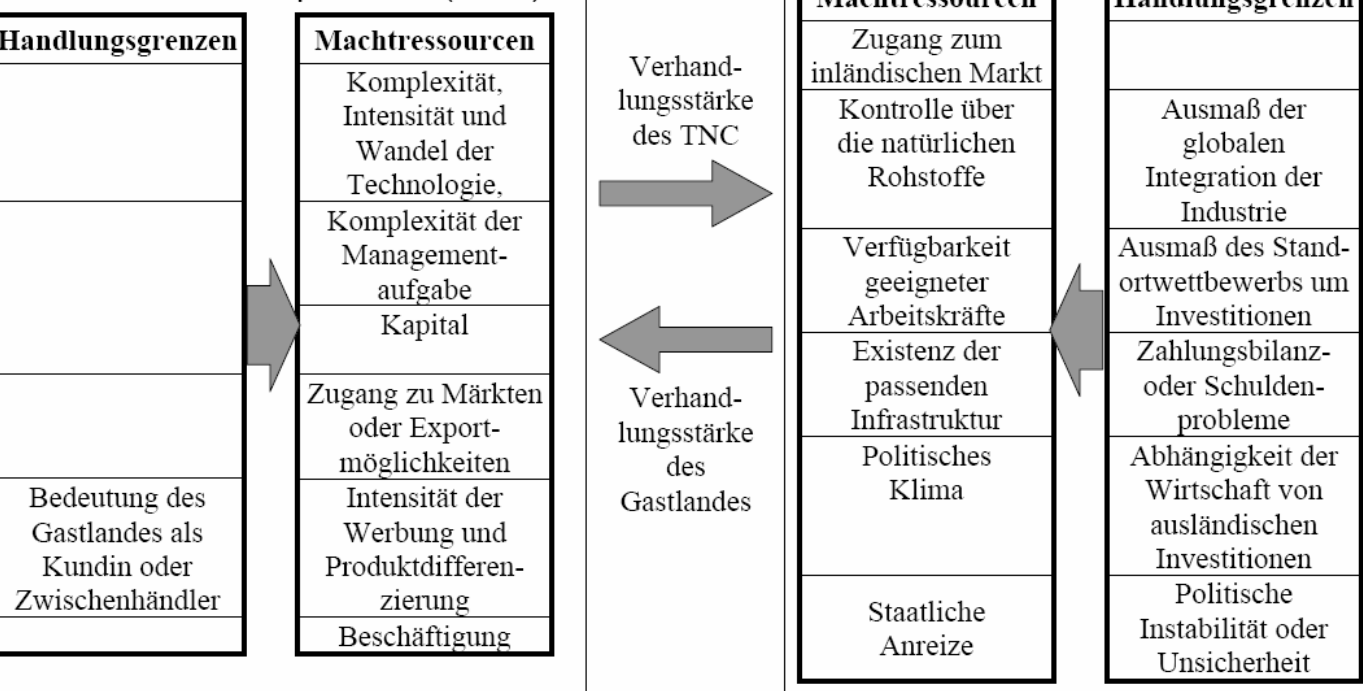 Handlungsgrenzen
Bedeutung des
Gastlandes als
Kundin oder
Zwischenhändler
Machtressourcen
Komplexität,
Intensität und
Wandel der
Technologie,
Komplexität der
Management-
aufgabe
Kapital
Zugang zu Märkten
oder Export-
möglichkeiten
Intensität der
Werbung und
Produktdifferen-
zierung
Beschäftigung
Verhand-
lungsstärke
des TNC
Verhand-
lungsstärke
des
Gastlandes
Machtressourcen
Zugang zum
inländischen Markt
Kontrolle über
die natürlichen
Rohstoffe
Verfügbarkeit
geeigneter
Arbeitskräfte
Existenz der
passenden
Infrastruktur
Politisches
Klima
Staatliche
Anreize
Handlungsgrenzen
Ausmaß der
globalen
Integration der
Industrie
Ausmaß des Stand-
ortwettbewerbs um
Investitionen
Zahlungsbilanz-
oder Schulden-
probleme
Abhängigkeit der
Wirtschaft von
ausländischen
Investitionen
Politische
Instabilität oder
Unsicherheit